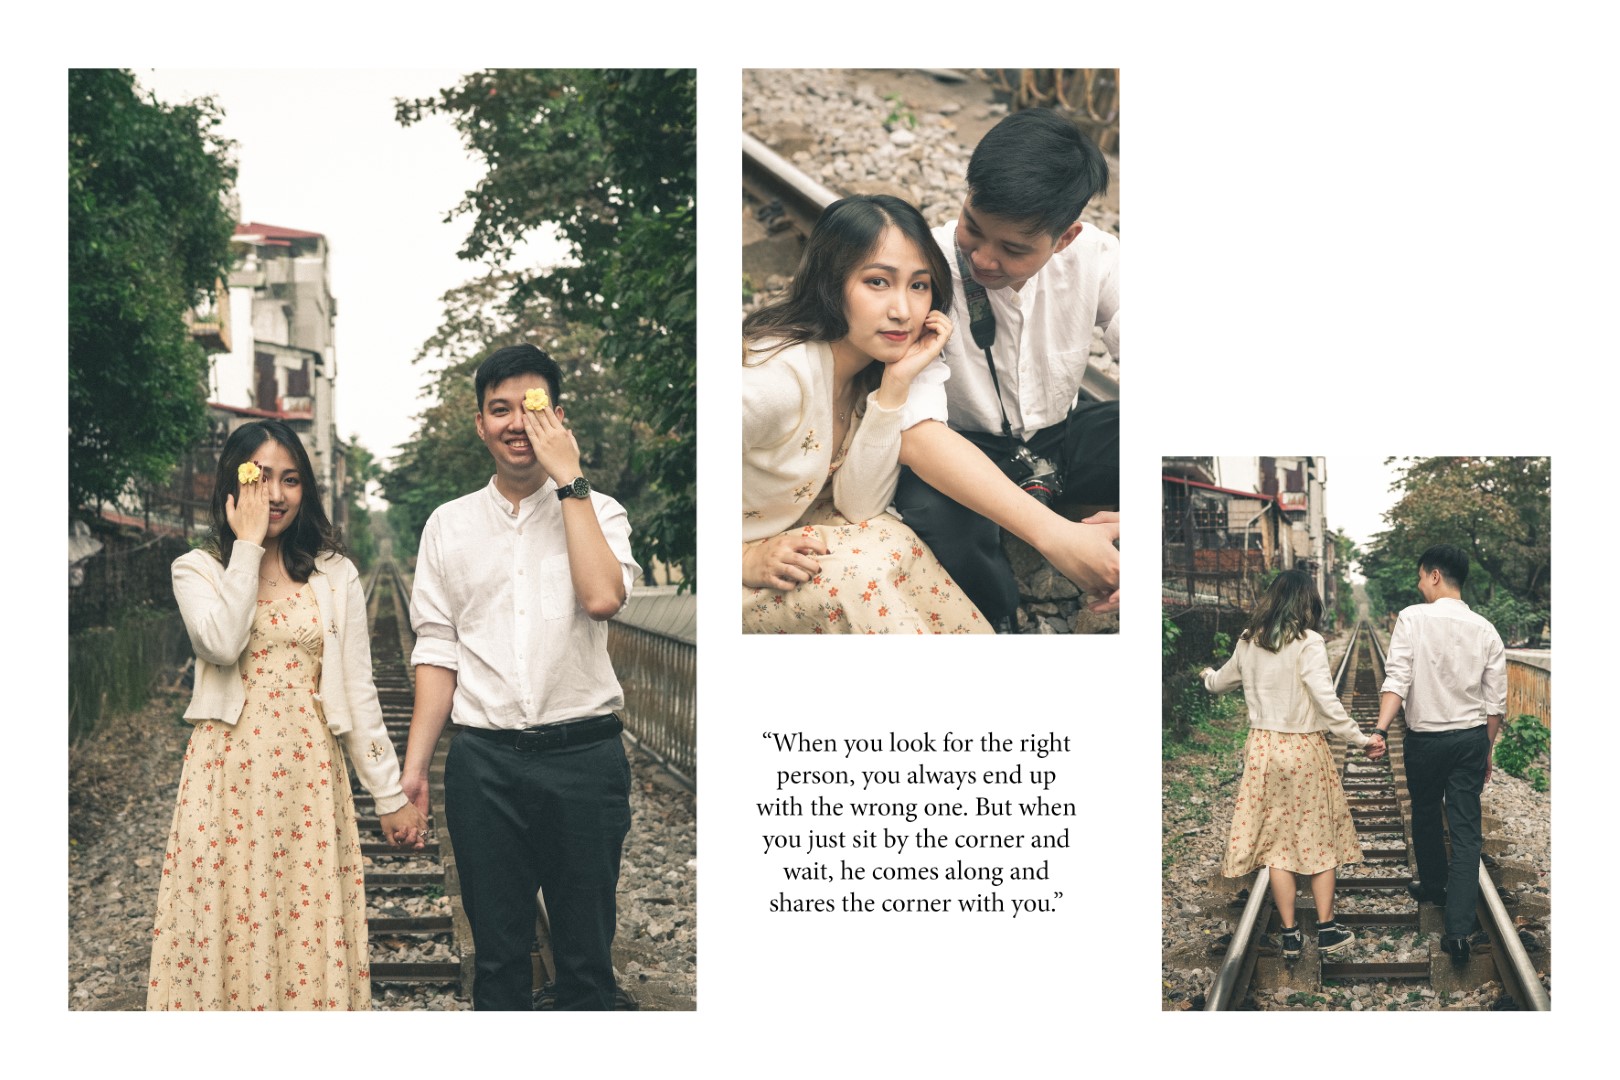 “When you look for the right
person, you always end up
with the wrong one. But when
you just sit by the corner and
wait, he comes along and
shares the corner with you.”